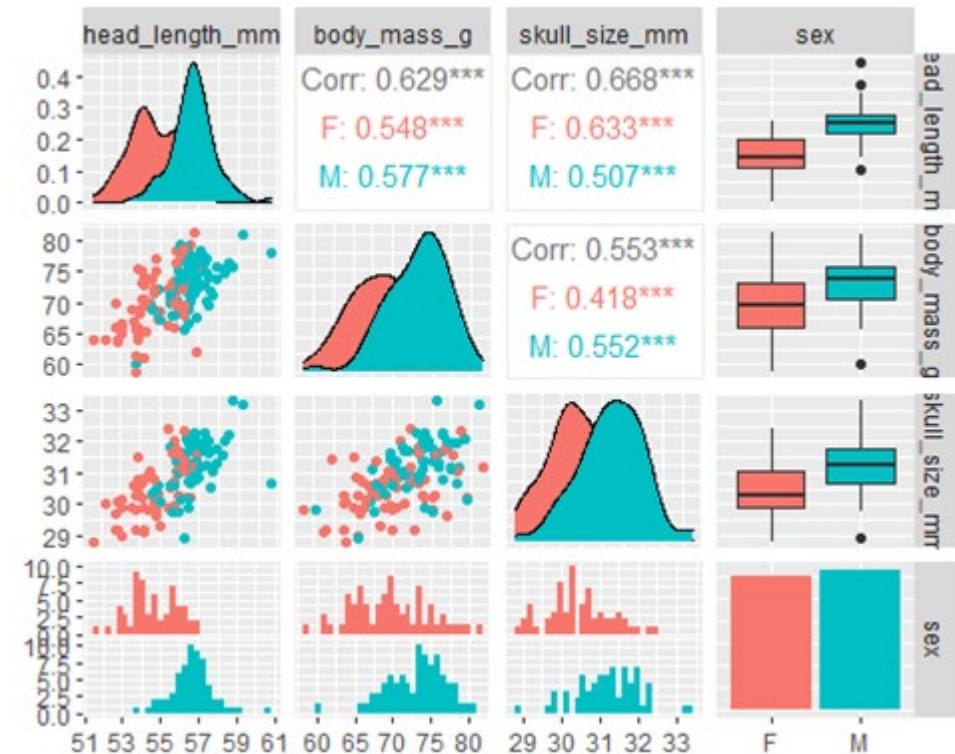 head_length_mm body_mass_g skull_size_mm sex
0.4
0.3
0.2
0.1
0.0
Corr: 0.629***
F: 0.548***
M: 0.577***
Corr: 0.668***
F: 0.633***
M: 0.507***
ead_length_m
80
75
70
65
60
Corr: 0.553***
F: 0.418***
M: 0.552***
body_mass_g
33
32
31
30
29
skull_size_mm
10.0
7.5
5.0
2.5
0.0
10.0
7.5
5.0
2.5
0.0
sex
51 53 55 57 59 61 60 65 70 75 80 29 30 31 32 33 F M